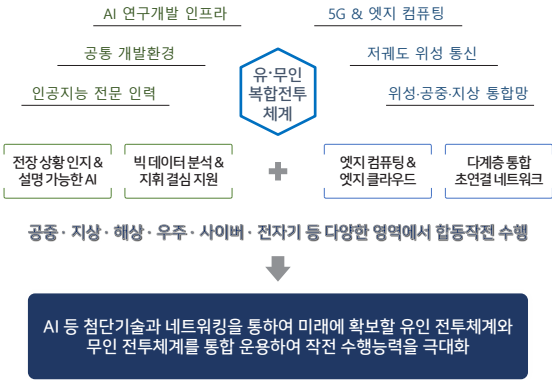 AI 연구개발 인프라
5G & 엣지 컴퓨팅
공통 개발환경
저궤도 위성 통신
인공지능 전문 인력
위성·공중·지상 통합망
유·무인
복합전투
체계
전장 상황 인지 &
설명 가능한 AI
빅 데이터 분석 &
지휘 결심 지원
엣지 컴퓨팅 &
엣지 클라우드
다계층 통합
초연결 네트워크
공중 · 지상 · 해상 · 우주 · 사이버 · 전자기 등 다양한 영역에서 합동작전 수행
AI 등 첨단기술과 네트워킹을 통하여 미래에 확보할 유인 전투체계와
무인 전투체계를 통합 운용하여 작전 수행능력을 극대화